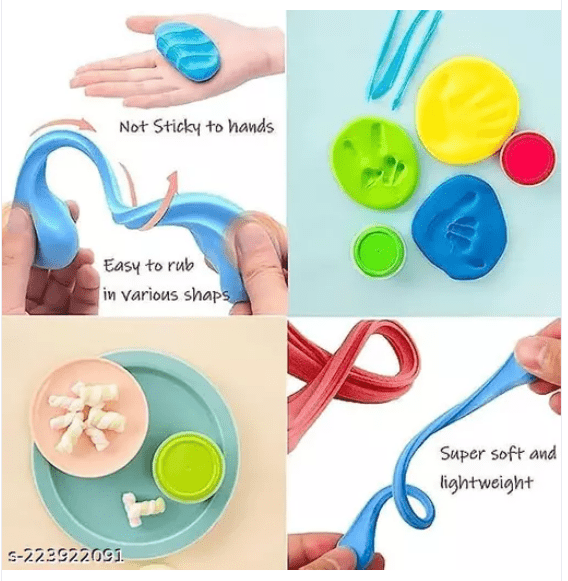 Not Sticky to hands
Easy to rub
in various shaps
Super soft and
lightweight
s-223922091